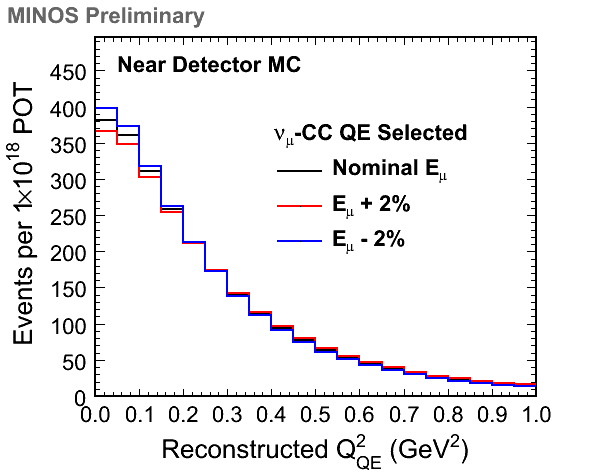 MINOS Preliminary
Near Detector MC
νμ-CC QE Selected
Nominal Eμ
Eμ + 2%
Eμ - 2%
Events per 1×10^18 POT
450
400
350
300
250
200
150
100
50
0
0.0 0.1 0.2 0.3 0.4 0.5 0.6 0.7 0.8 0.9 1.0
Reconstructed Q²QE (GeV²)